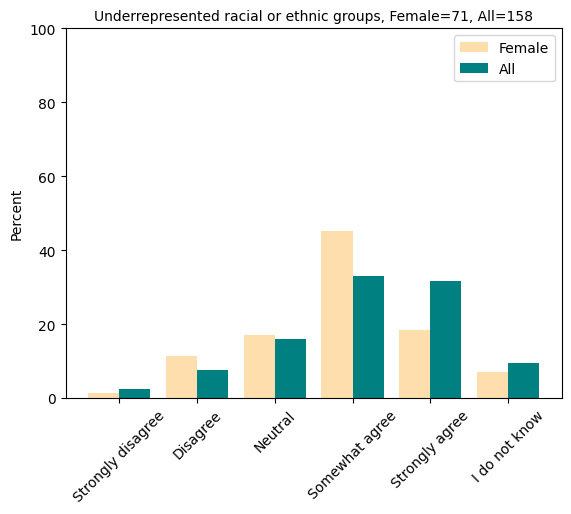 Underrepresented racial or ethnic groups, Female=71, All=158
100
80
60
40
20
0
Percent
Female
All
Strongly disagree
Disagree
Neutral
Somewhat agree
Strongly agree
I do not know